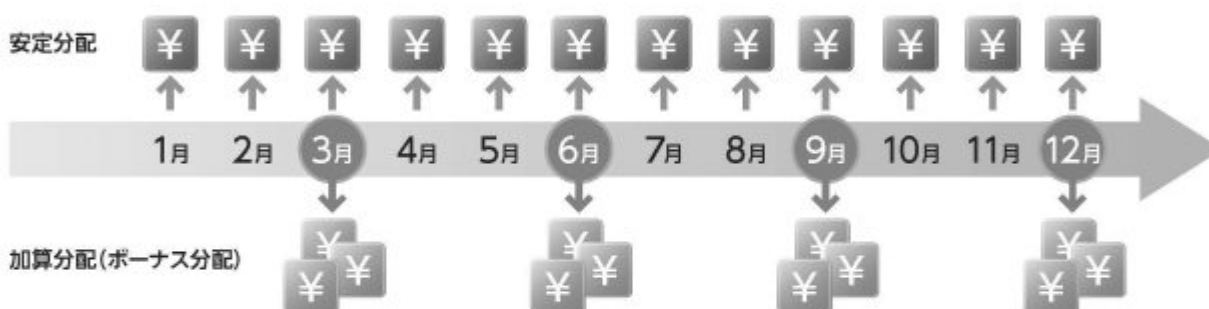 安定分配 ¥ ¥ ¥ ¥ ¥ ¥ ¥ ¥ ¥ ¥ ¥ ¥
1月 2月 3月 4月 5月 6月 7月 8月 9月 10月 11月 12月
加算分配(ボーナス分配) ¥ ¥ ¥ ¥ ¥ ¥ ¥ ¥ ¥ ¥ ¥ ¥